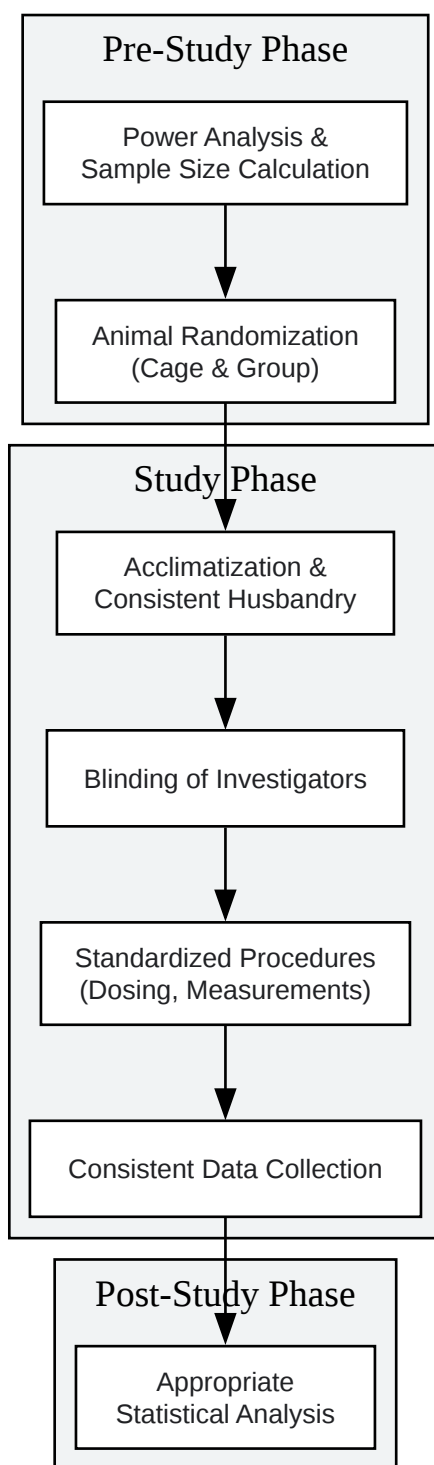 Pre-Study Phase
Power Analysis &
Sample Size Calculation
Animal Randomization
(Cage & Group)
Study Phase
Acclimatization &
Consistent Husbandry
Blinding of Investigators
Standardized Procedures
(Dosing, Measurements)
Consistent Data Collection
Post-Study Phase
Appropriate
Statistical Analysis